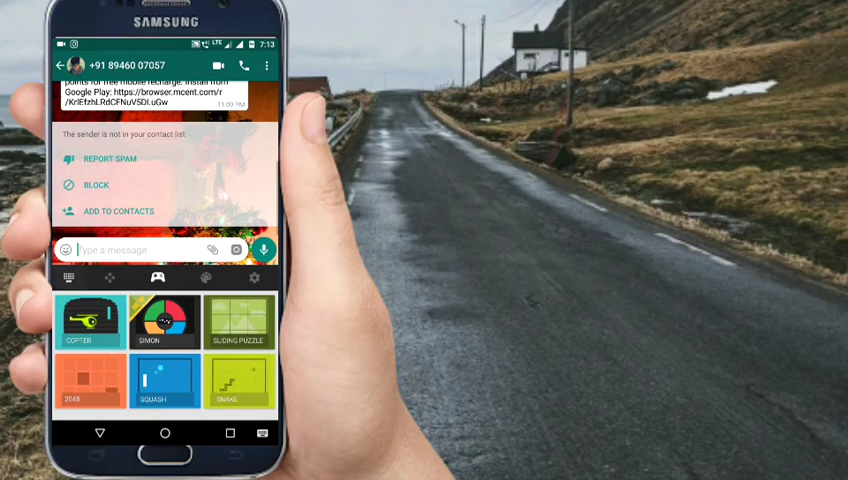 SAMSUNG
LTE
7:13
+91 89460 07057
points for free mobile recharge. Install from
Google Play: https://browser.mcent.com/r
11:09 PM
The sender is not in your contact list
REPORT SPAM
BLOCK
ADD TO CONTACTS
Type a message
COPTER
SIMON
SLIDING PUZZLE
2048
SQUASH
SNAKE